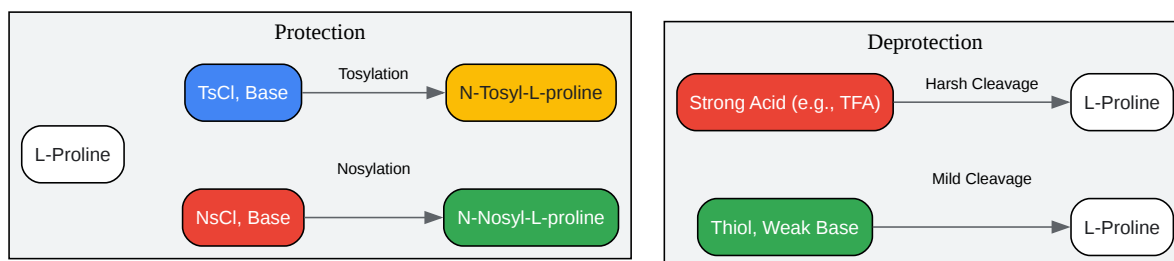 Protection
Tosylation
TsCl, Base
N-Tosyl-L-proline
L-Proline
Nosylation
NsCl, Base
N-Nosyl-L-proline
Deprotection
Harsh Cleavage
Strong Acid (e.g., TFA)
L-Proline
Mild Cleavage
Thiol, Weak Base
L-Proline